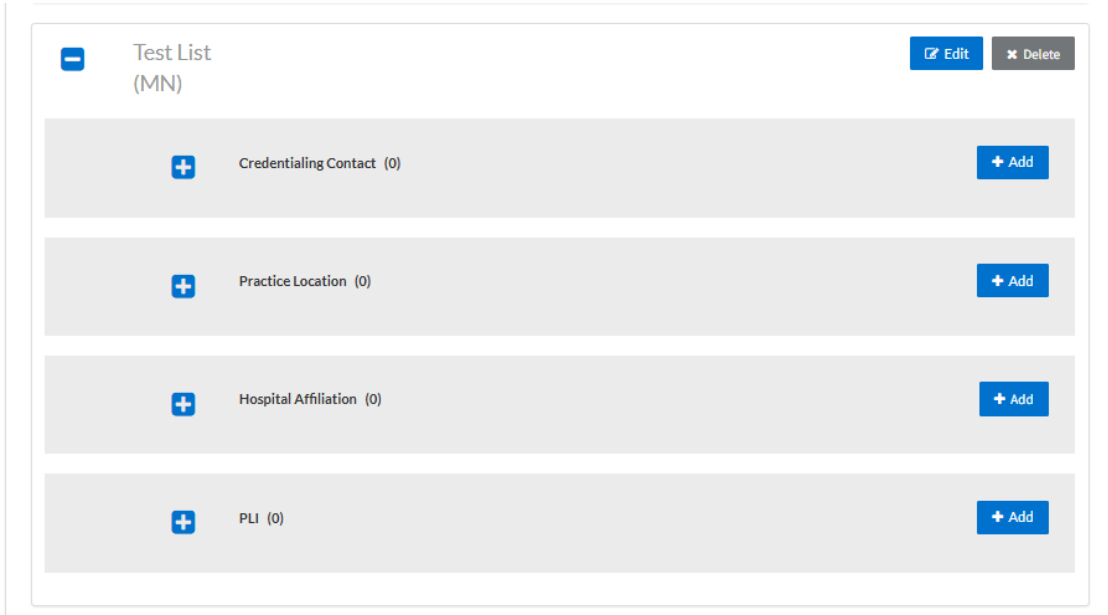 Test List
(MN)
Edit
Delete
Credentialing Contact (0)
Add
Practice Location (0)
Add
Hospital Affiliation (0)
Add
PLI (0)
Add